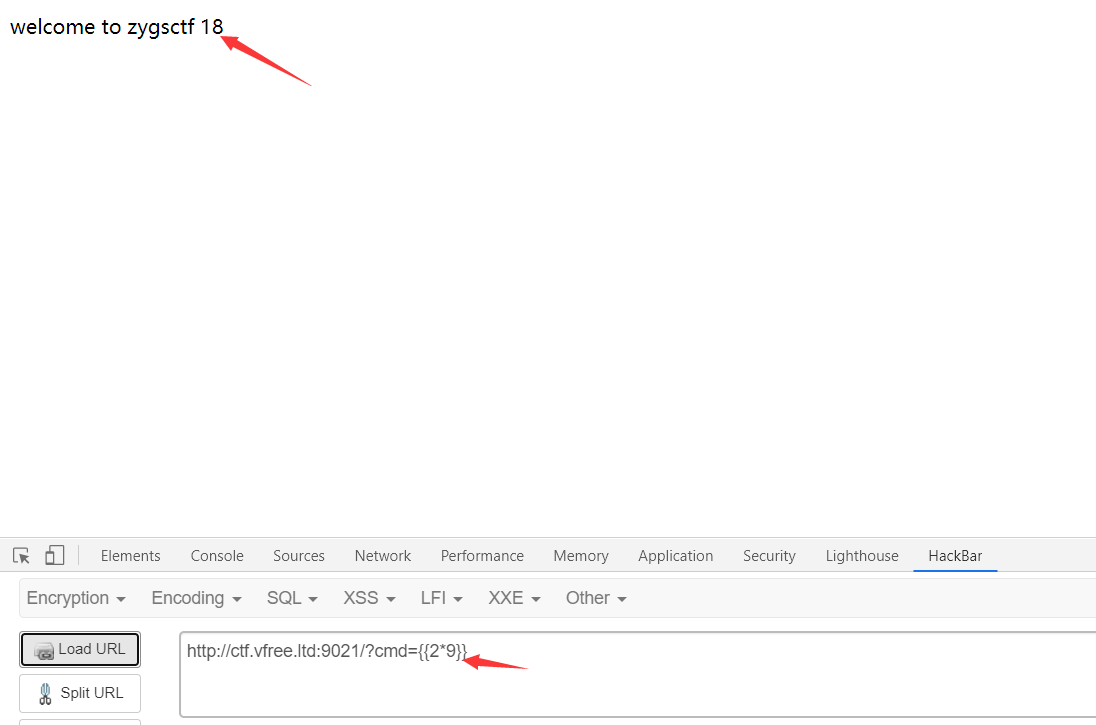 welcome to zygsctf 18
Elements Console Sources Network Performance Memory Application Security Lighthouse HackBar
Encryption Encoding SQL XSS LFI XXE Other
Load URL
http://ctf.vfree.ltd:9021/?cmd={{2*9}}
Split URL